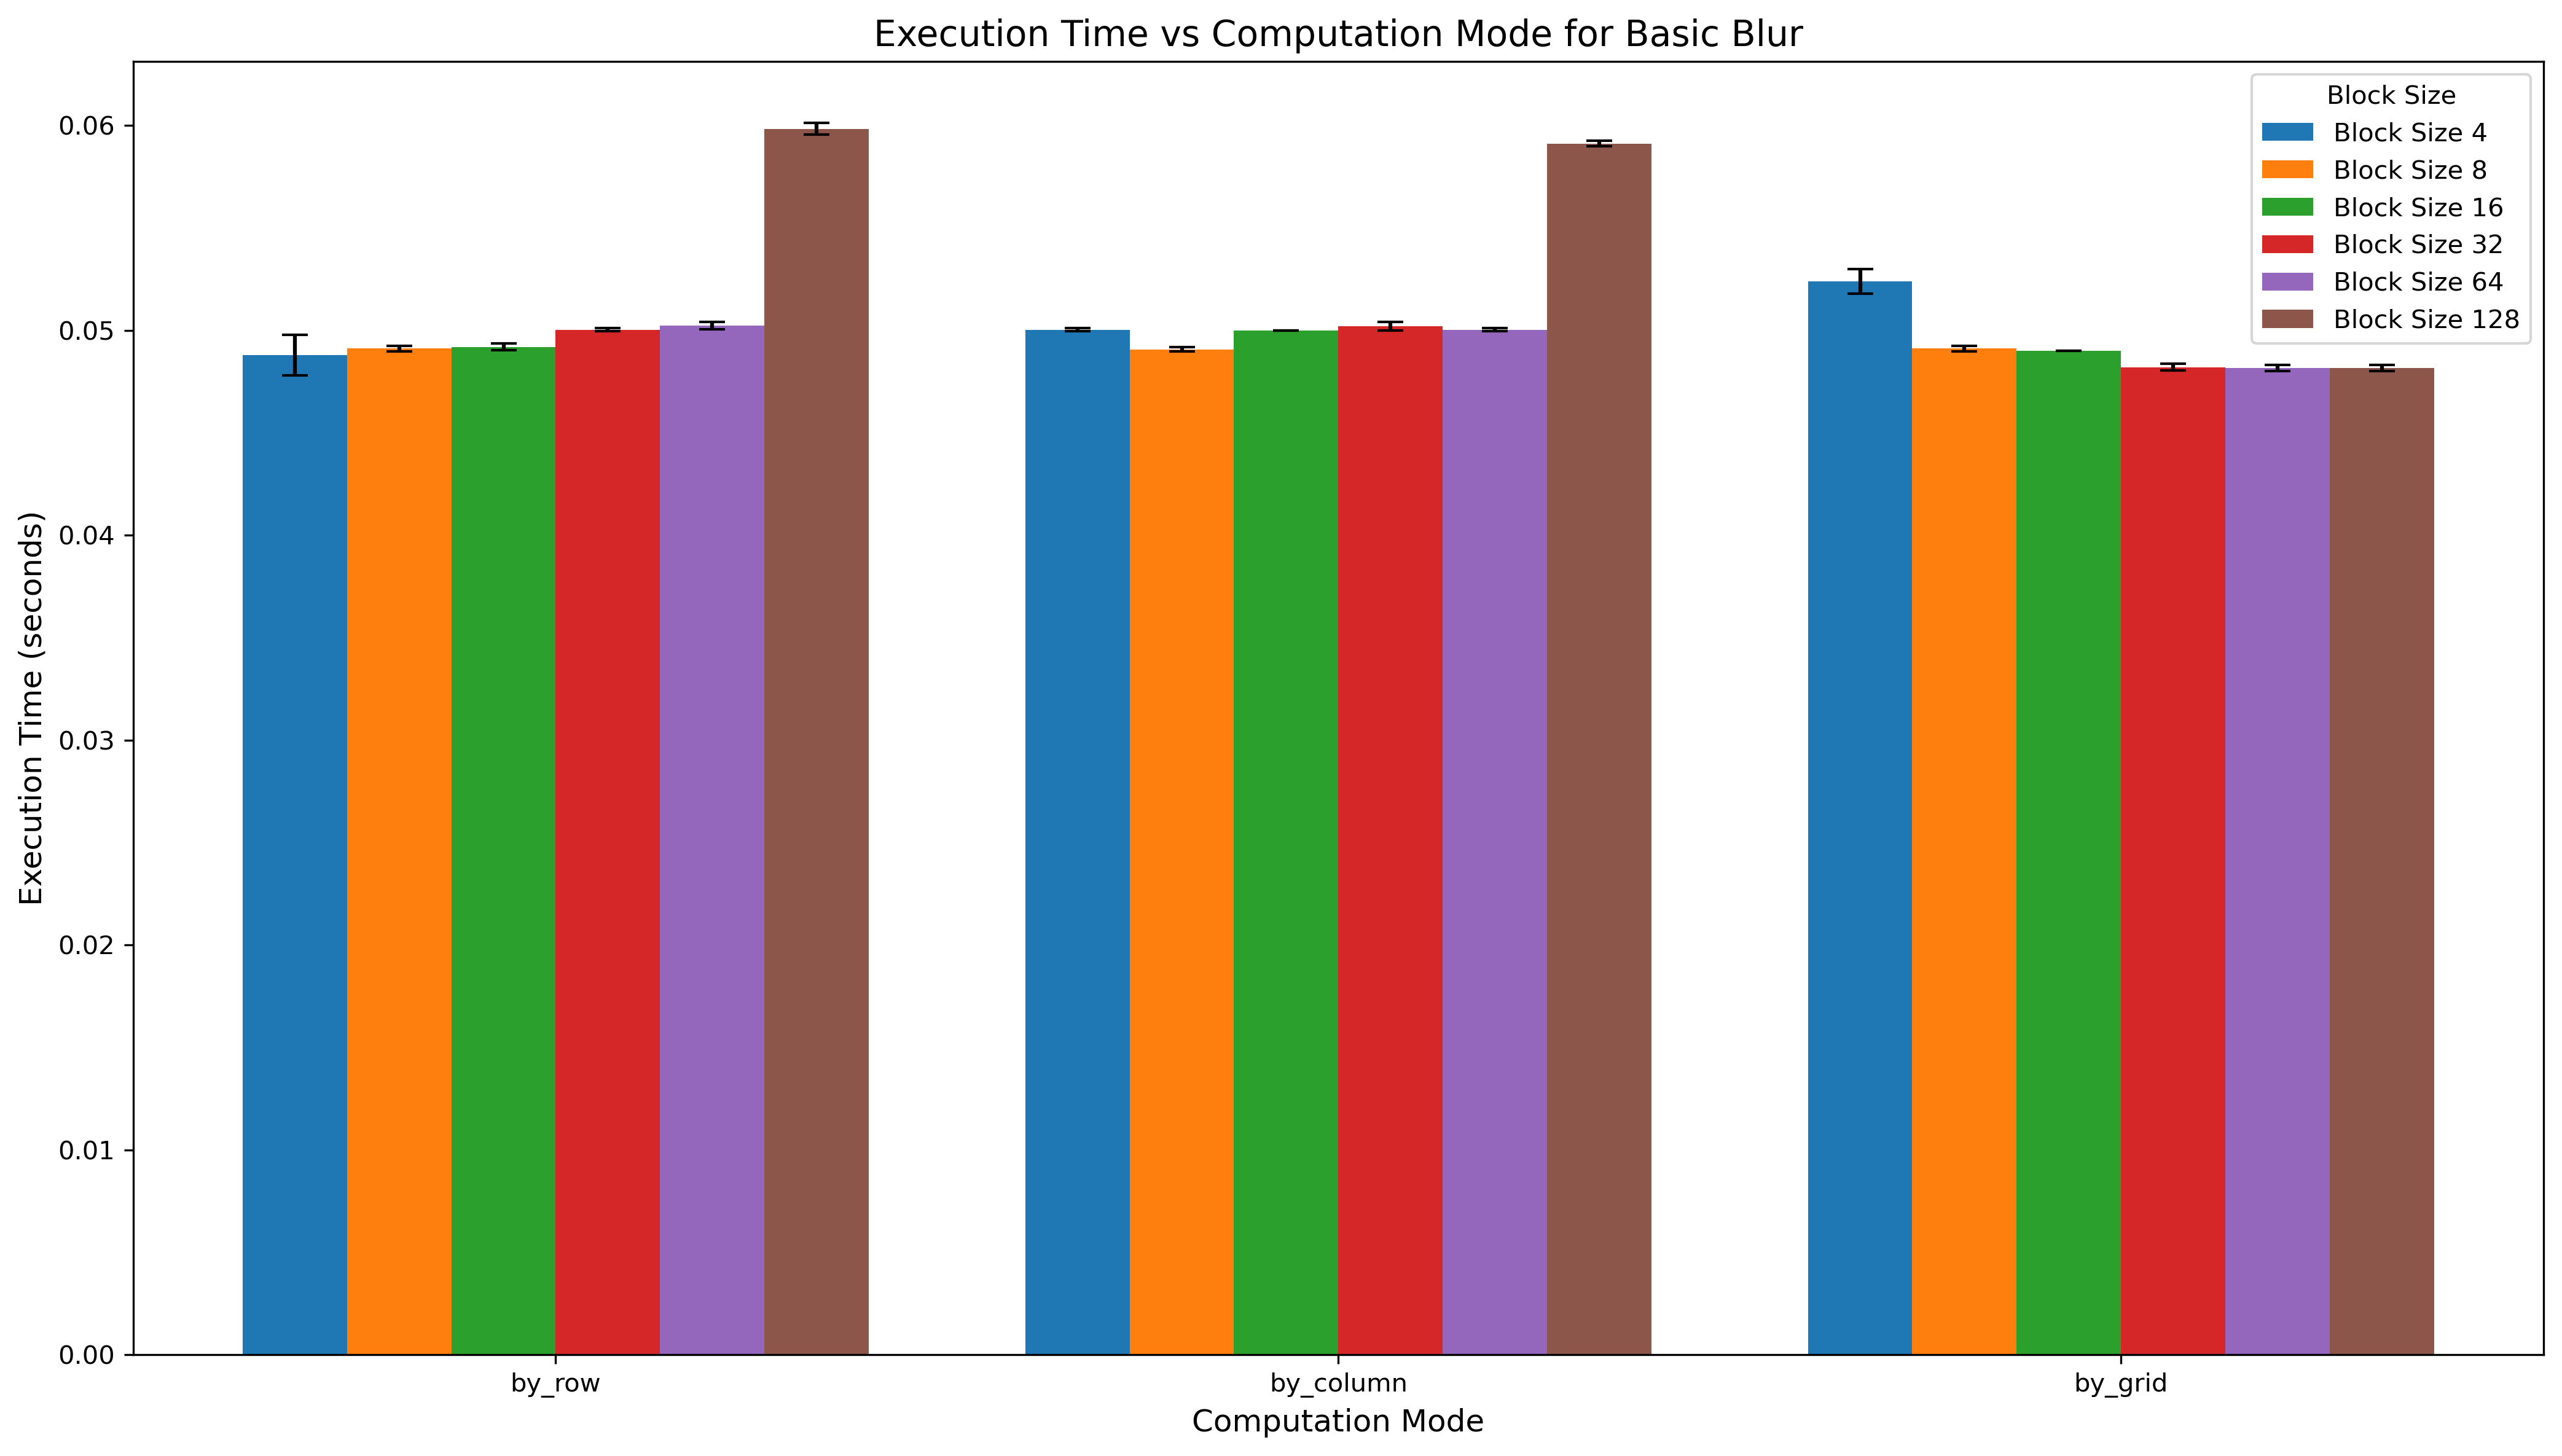 Execution Time vs Computation Mode for Basic Blur
Execution Time (seconds)
0.06
0.05
0.04
0.03
0.02
0.01
0.00
Block Size
Block Size 4
Block Size 8
Block Size 16
Block Size 32
Block Size 64
Block Size 128
by_row
by_column
by_grid
Computation Mode